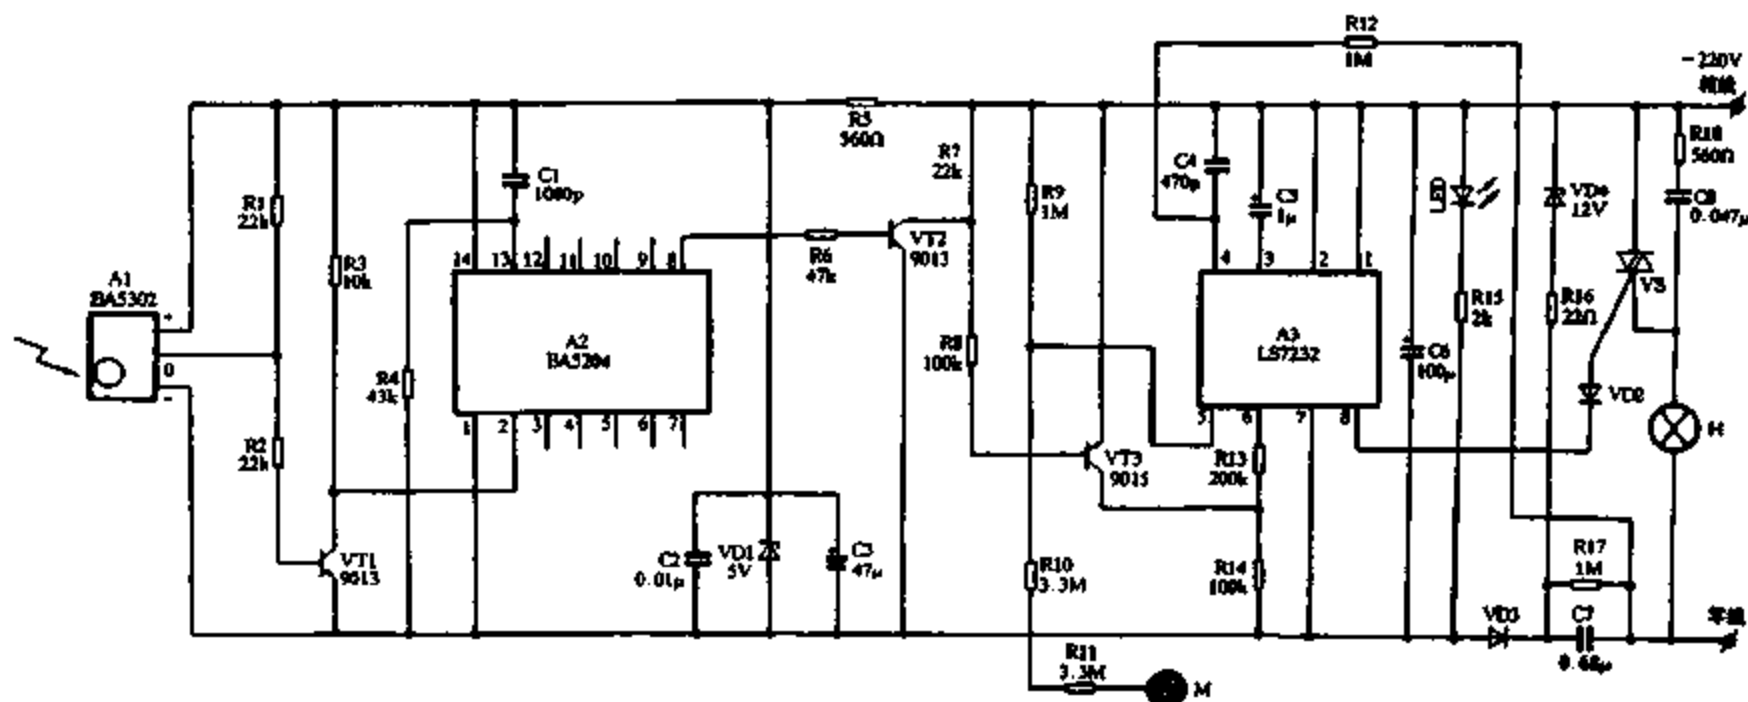 R12
1M
-220V
相线
R5
560Ω
R7
22k
C1
1000p
R1
22k
R9
1M
C4
470p
1μ
LED
VD4
12V
R18
560Ω
0.047μ
R3
10k
14 13 12 11 10 9 8
R6
47k
VT2
9013
4 3 2 1
VS
A1
BA5302
+
0
-
A2
BA5204
R4
43k
R8
100k
A3
LS7232
C6
100μ
R15
2k
R16
22Ω
VD2
H
1 2 3 4 5 6 7
5 6 7 8
R2
22k
VT3
9015
R13
200k
VT1
9013
C2
0.01μ
VD1
5V
C3
47μ
R10
3.3M
R14
100k
R17
1M
VD3
C7
0.68μ
零线
R11
3.3M
M